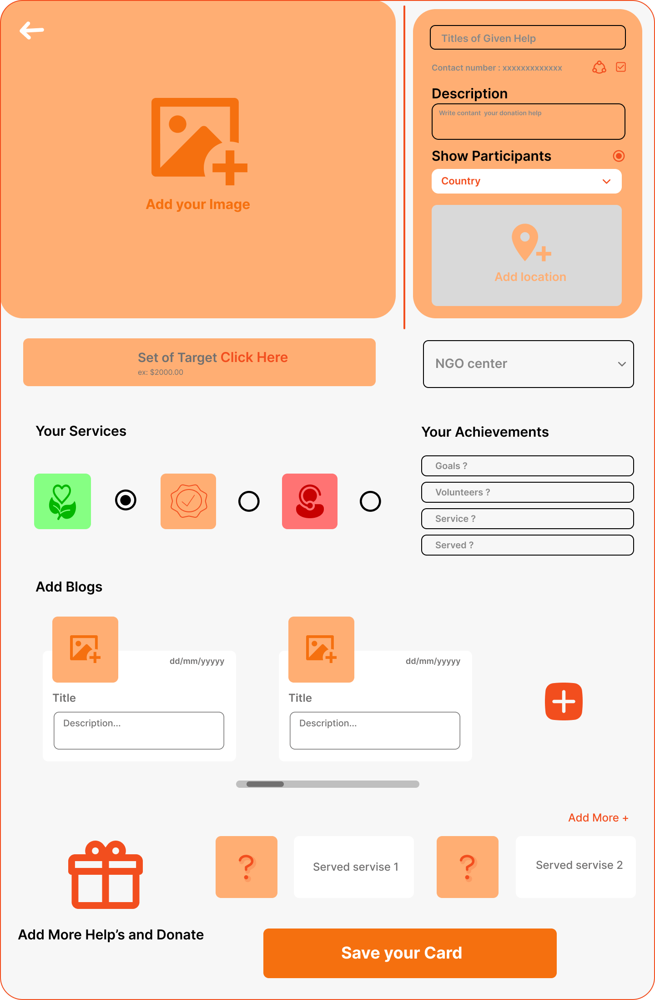 Add your Image
Titles of Given Help
Contact number : xxxxxxxxxxxxx
Description
Write contant  your donation help
Show Participants
Country
Add location
Set of Target Click Here
ex: $2000.00
NGO center
Your Services
Your Achievements
Goals ?
Volunteers ?
Service ?
Served ?
Add Blogs
dd/mm/yyyyy
Title
Description...
dd/mm/yyyyy
Title
Description...
Add More +
?
Served servise 1
?
Served servise 2
Add More Help’s and Donate
Save your Card